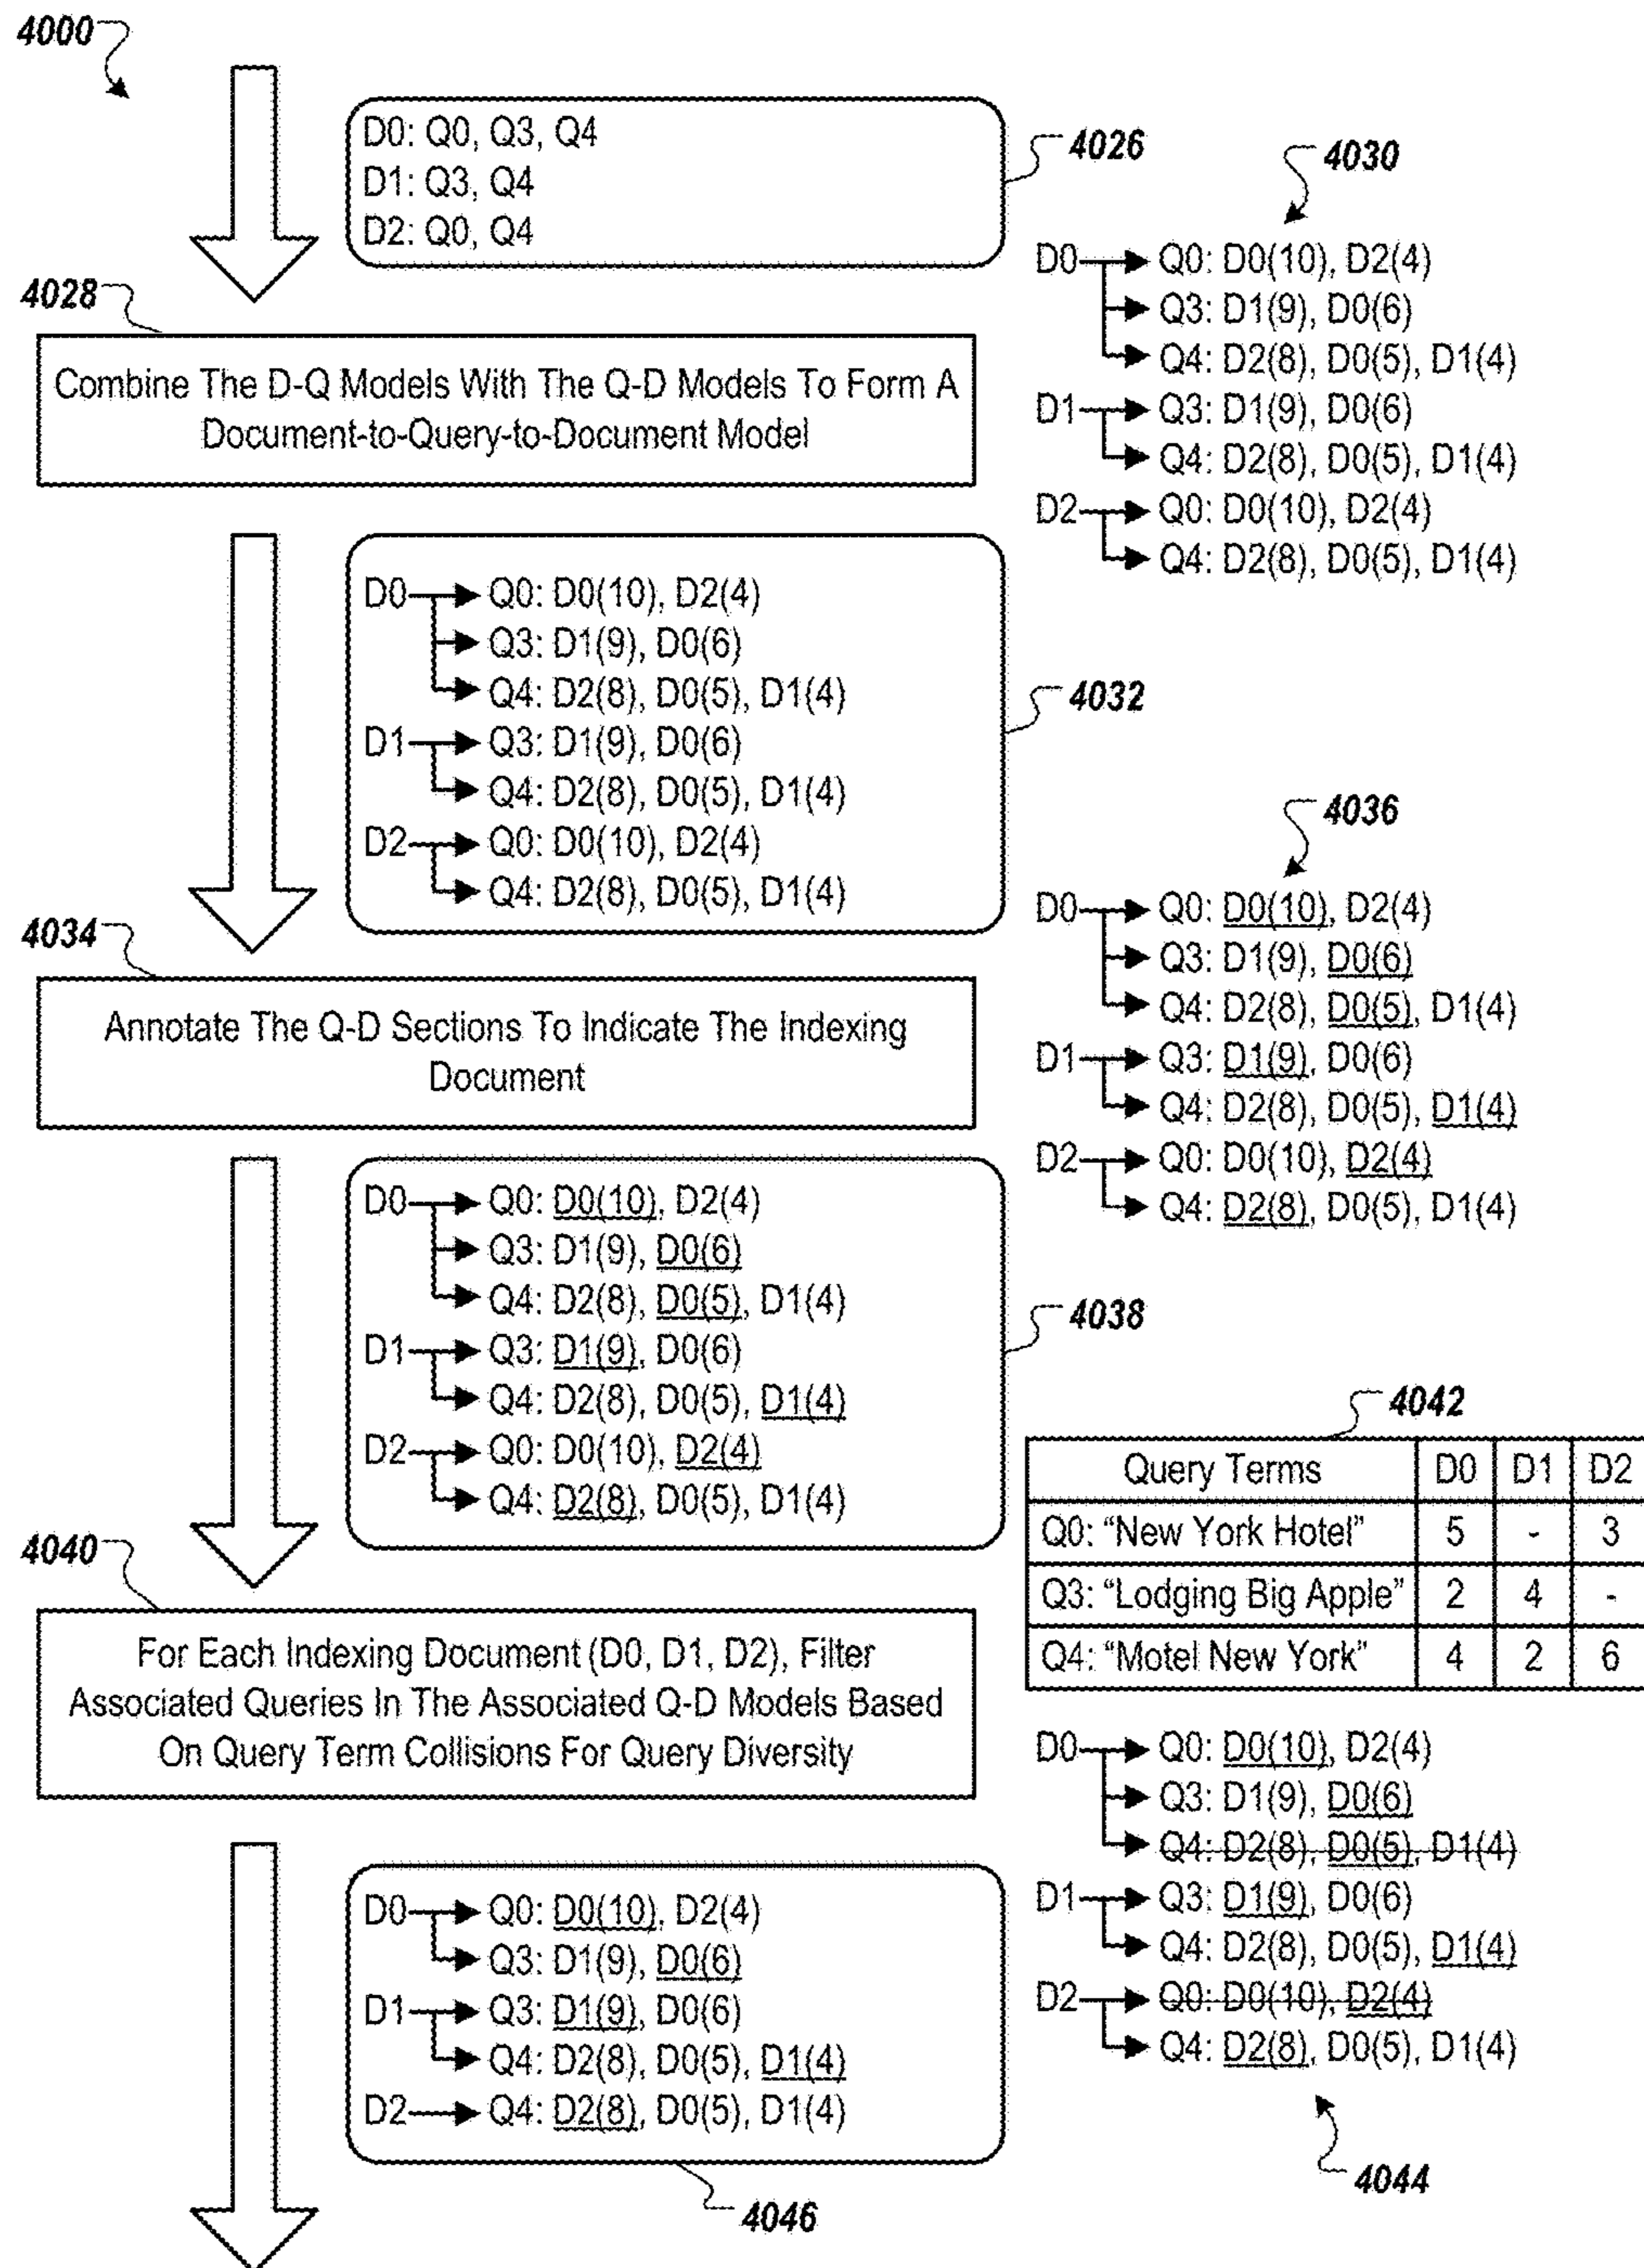 4000
D0: Q0, Q3, Q4
D1: Q3, Q4
D2: Q0, Q4
4026
4028
Combine The D-Q Models With The Q-D Models To Form A
Document-to-Query-to-Document Model
4030
D0 Q0: D0(10), D2(4)
Q3: D1(9), D0(6)
Q4: D2(8), D0(5), D1(4)
D1 Q3: D1(9), D0(6)
Q4: D2(8), D0(5), D1(4)
D2 Q0: D0(10), D2(4)
Q4: D2(8), D0(5), D1(4)
D0 Q0: D0(10), D2(4)
Q3: D1(9), D0(6)
Q4: D2(8), D0(5), D1(4)
D1 Q3: D1(9), D0(6)
Q4: D2(8), D0(5), D1(4)
D2 Q0: D0(10), D2(4)
Q4: D2(8), D0(5), D1(4)
4032
4034
Annotate The Q-D Sections To Indicate The Indexing
Document
4036
D0 Q0: D0(10), D2(4)
Q3: D1(9), D0(6)
Q4: D2(8), D0(5), D1(4)
D1 Q3: D1(9), D0(6)
Q4: D2(8), D0(5), D1(4)
D2 Q0: D0(10), D2(4)
Q4: D2(8), D0(5), D1(4)
D0 Q0: D0(10), D2(4)
Q3: D1(9), D0(6)
Q4: D2(8), D0(5), D1(4)
D1 Q3: D1(9), D0(6)
Q4: D2(8), D0(5), D1(4)
D2 Q0: D0(10), D2(4)
Q4: D2(8), D0(5), D1(4)
4038
4040
For Each Indexing Document (D0, D1, D2), Filter
Associated Queries In The Associated Q-D Models Based
On Query Term Collisions For Query Diversity
4042
Query Terms D0 D1 D2
Q0: “New York Hotel” 5 - 3
Q3: “Lodging Big Apple” 2 4 -
Q4: “Motel New York” 4 2 6
D0 Q0: D0(10), D2(4)
Q3: D1(9), D0(6)
Q4: D2(8), D0(5), D1(4)
D1 Q3: D1(9), D0(6)
Q4: D2(8), D0(5), D1(4)
D2 Q0: D0(10), D2(4)
Q4: D2(8), D0(5), D1(4)
4044
D0 Q0: D0(10), D2(4)
Q3: D1(9), D0(6)
D1 Q3: D1(9), D0(6)
Q4: D2(8), D0(5), D1(4)
D2 Q4: D2(8), D0(5), D1(4)
4046